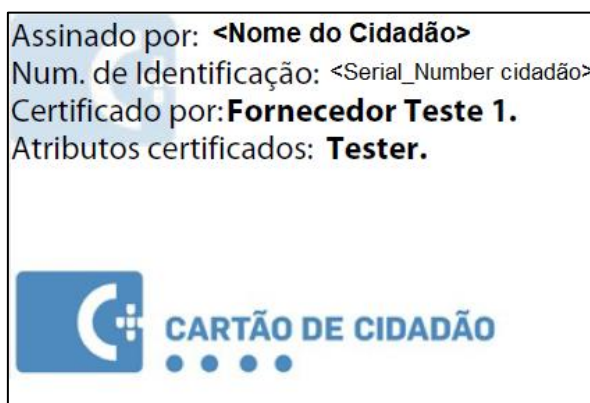 Assinado por: <Nome do Cidadão>
Num. de Identificação: <Serial_Number cidadão>
Certificado por:Fornecedor Teste 1.
Atributos certificados: Tester.
CARTÃO DE CIDADÃO